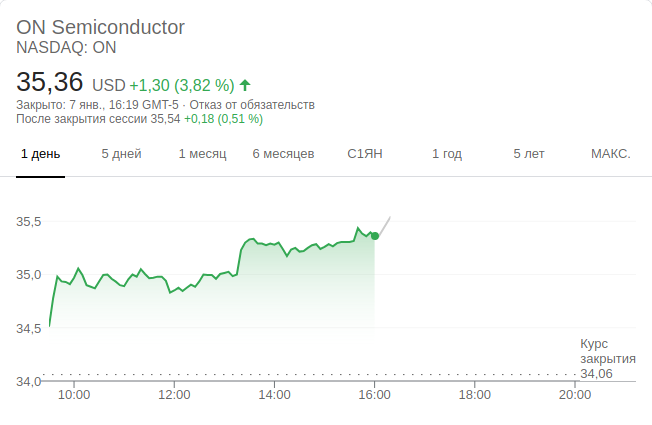 ON Semiconductor
NASDAQ: ON
35,36 USD +1,30 (3,82 %)
Закрыто: 7 янв., 16:19 GMT-5 · Отказ от обязательств
После закрытия сессии 35,54 +0,18 (0,51 %)
1 день 5 дней 1 месяц 6 месяцев С1ЯН 1 год 5 лет МАКС.
35,5
35,0
34,5
Курс
закрытия
34,06
34,0
10:00 12:00 14:00 16:00 18:00 20:00